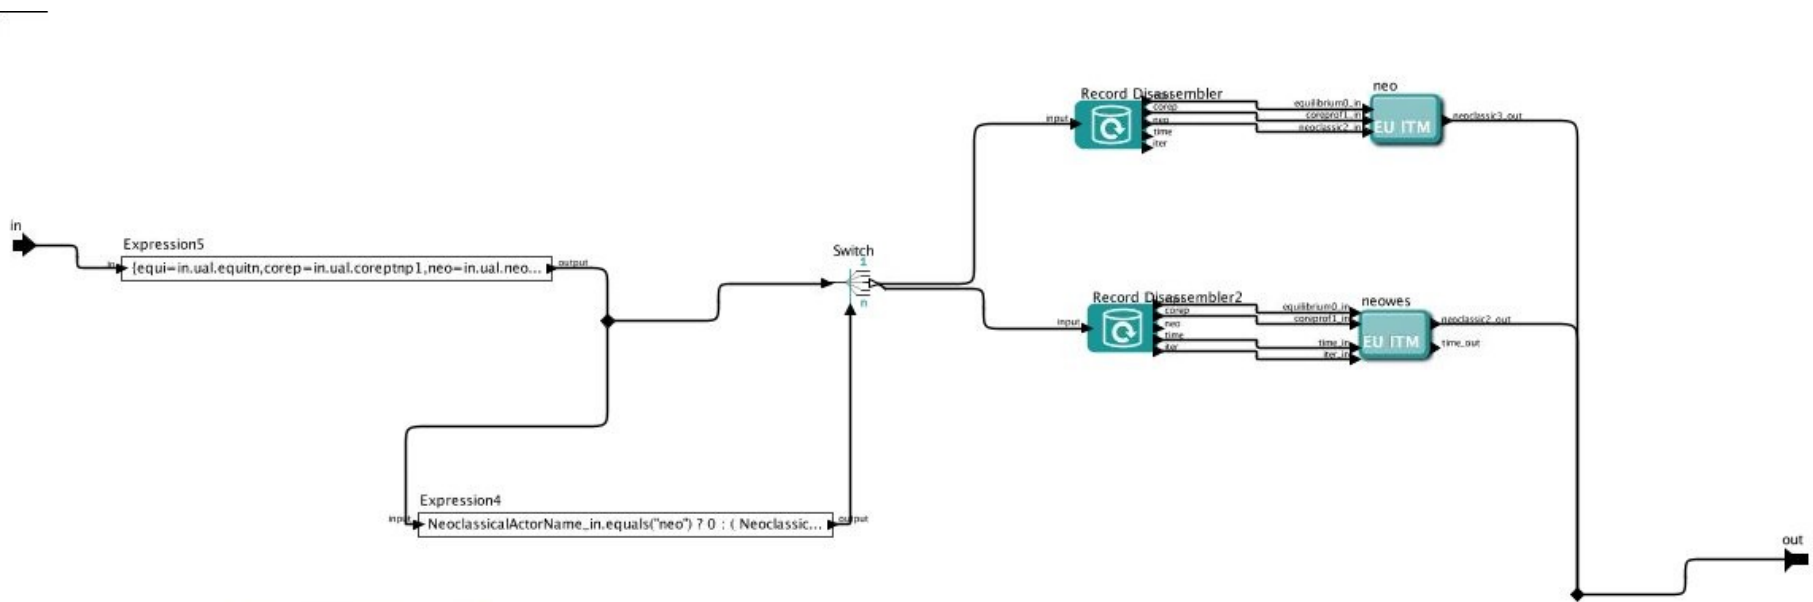 in
Expression5
in
{equi=in.ual.equitn,corep=in.ual.coreptnp1,neo=in.ual.neo...
output
Expression4
input
NeoclassicalActorName_in.equals("neo") ? 0 : ( Neoclassic...
output
Switch
1
n
Record Disassembler
input
corep
neo
time
iter
equilibrium0_in
coreprof1_in
neoclassic2_in
neo
EU ITM
neoclassic3_out
Record Disassembler2
input
corep
neo
time
iter
equilibrium0_in
coreprof1_in
time_in
iter_in
neowes
EU ITM
neoclassic2_out
time_out
out